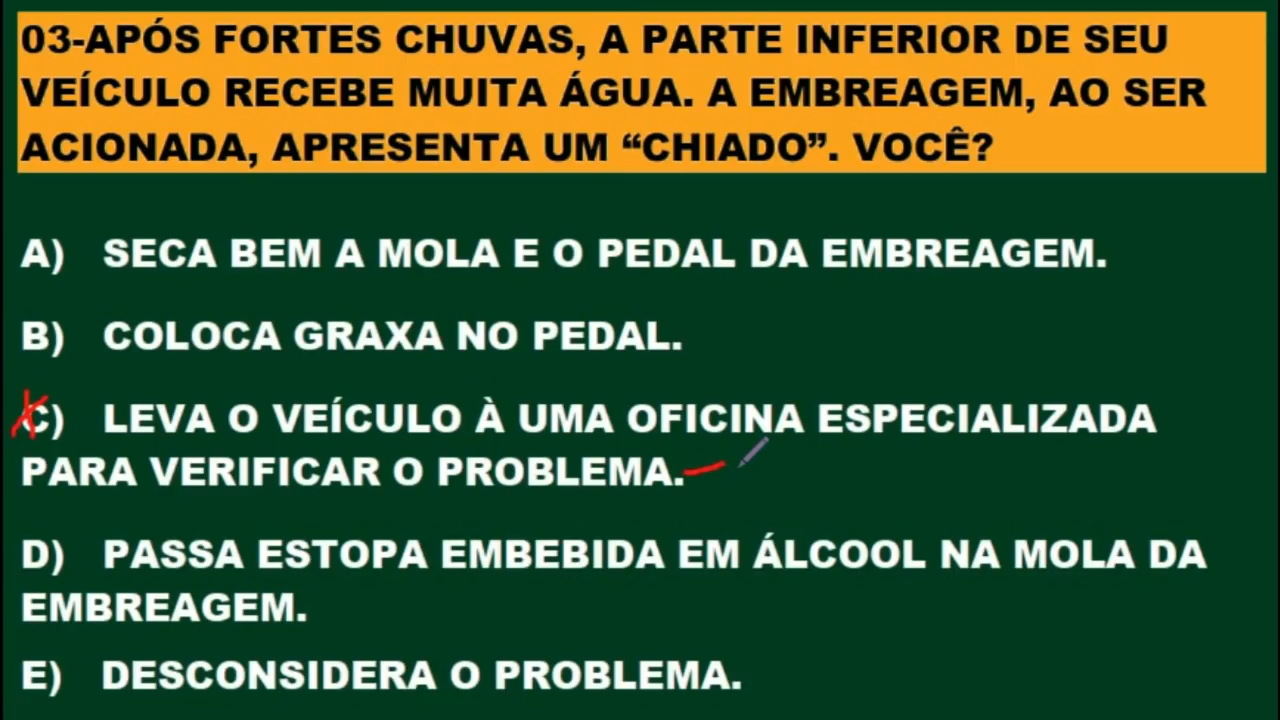 03-APÓS FORTES CHUVAS, A PARTE INFERIOR DE SEU
VEÍCULO RECEBE MUITA ÁGUA. A EMBREAGEM, AO SER
ACIONADA, APRESENTA UM “CHIADO”. VOCÊ?
A) SECA BEM A MOLA E O PEDAL DA EMBREAGEM.
B) COLOCA GRAXA NO PEDAL.
C) LEVA O VEÍCULO À UMA OFICINA ESPECIALIZADA
PARA VERIFICAR O PROBLEMA.
D) PASSA ESTOPA EMBEBIDA EM ÁLCOOL NA MOLA DA
EMBREAGEM.
E) DESCONSIDERA O PROBLEMA.